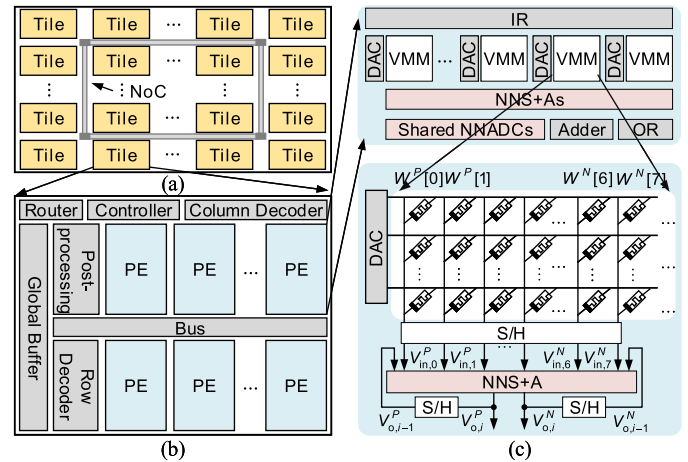 Tile Tile ... Tile Tile
Tile Tile ... Tile Tile
NoC
Tile Tile ... Tile Tile
Tile Tile ... Tile Tile
(a)
Router Controller Column Decoder
Global Buffer
Post-processing
PE PE ... PE
Bus
Row Decoder
PE PE ... PE
(b)
IR
DAC VMM ... DAC VMM DAC VMM DAC VMM
NNS+As
Shared NNADCs Adder OR
W^P[0] W^P[1] W^N[6] W^N[7]
DAC
S/H
V^P_in,0 V^P_in,1 ... V^N_in,6 V^N_in,7
NNS+A
S/H S/H
V^P_o,i−1 V^P_o,i V^N_o,i V^N_o,i−1
(c)